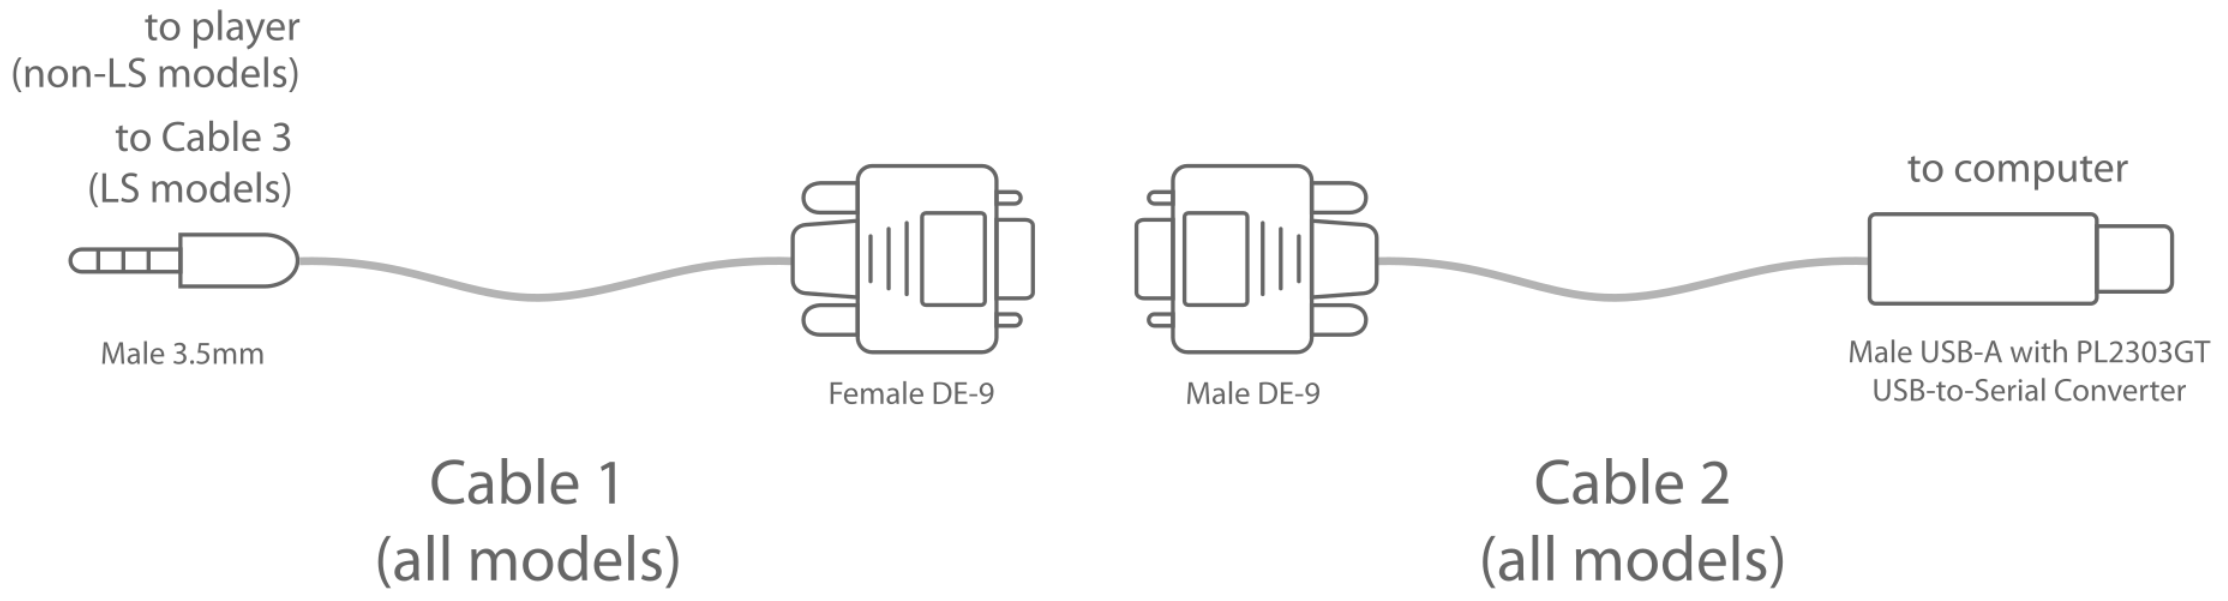 to player
(non-LS models)
to Cable 3
(LS models)
to computer
Male 3.5mm
Female DE-9
Male DE-9
Male USB-A with PL2303GT
USB-to-Serial Converter
Cable 1
(all models)
Cable 2
(all models)